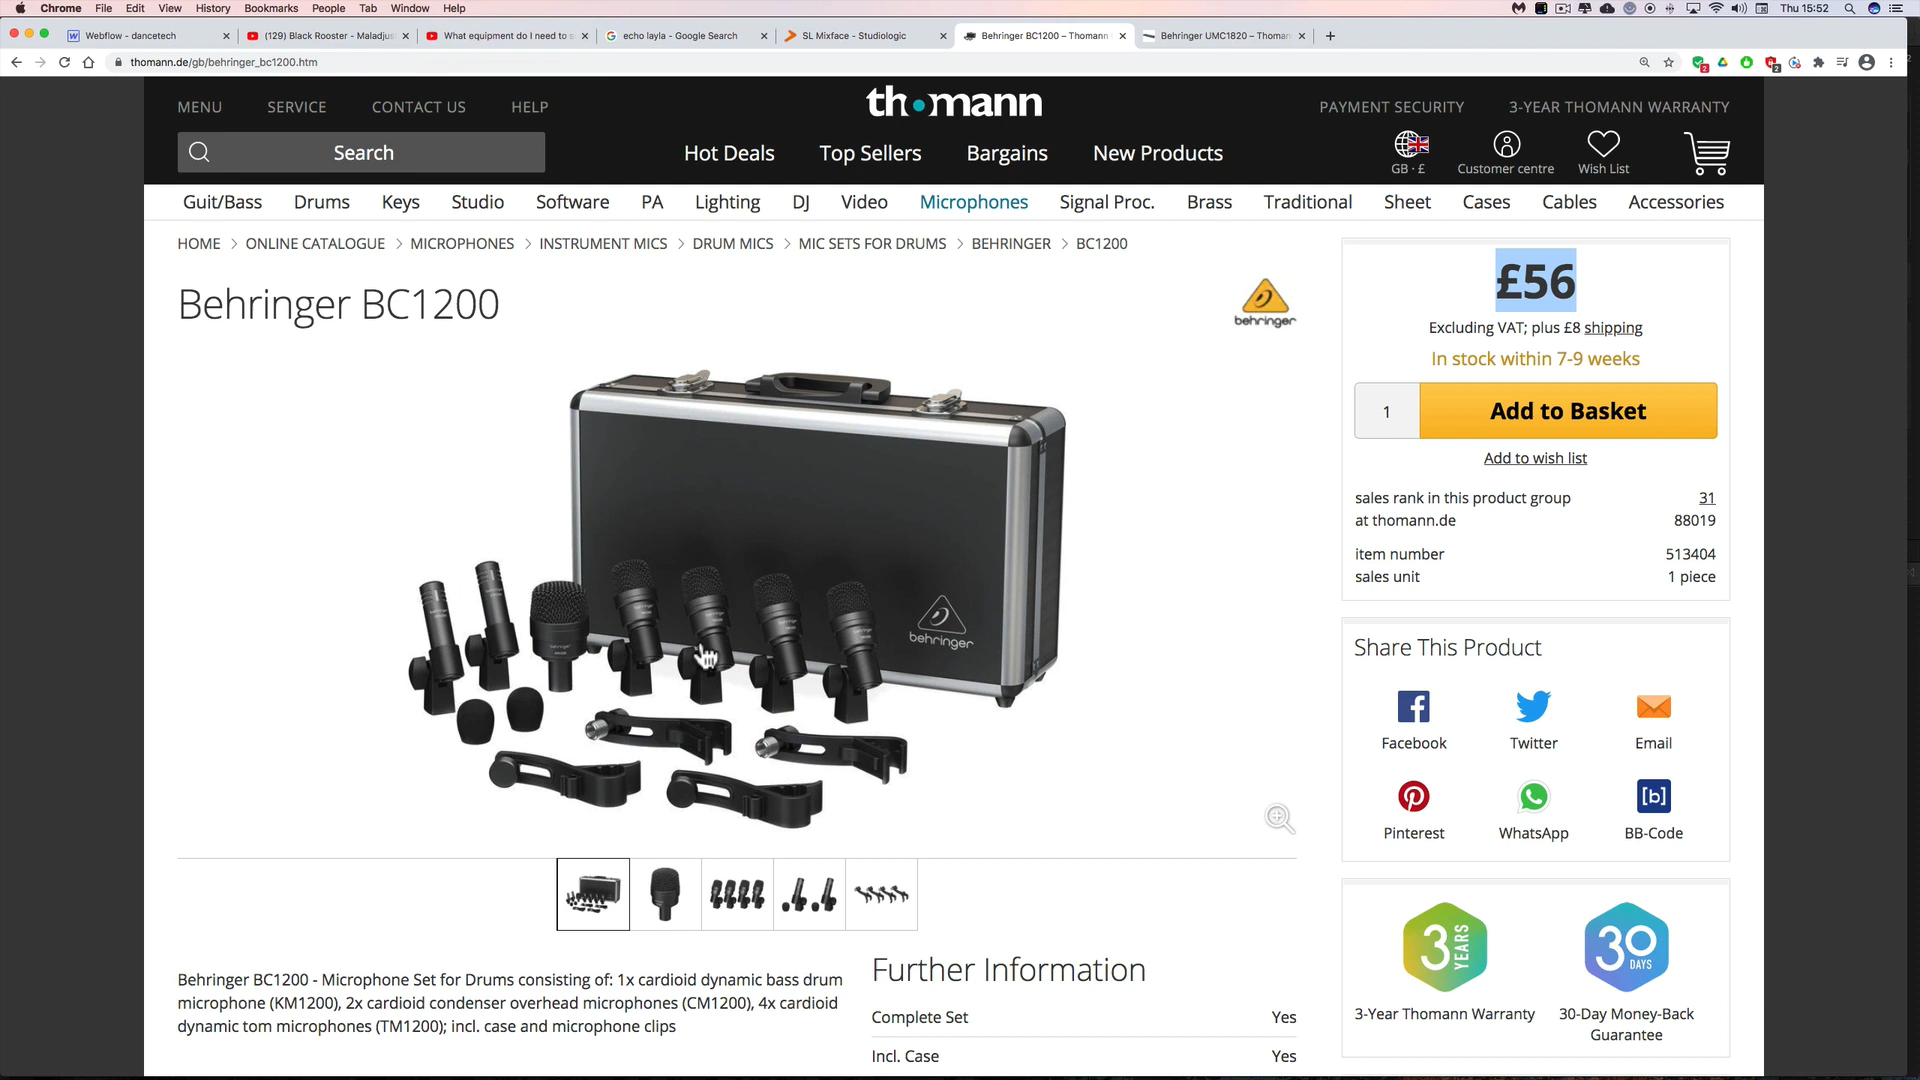 Chrome File Edit View History Bookmarks People Tab Window Help
Thu 15:52
Webflow - dancetech
(129) Black Rooster - Maladjus
What equipment do I need to s
echo layla - Google Search
SL Mixface - Studiologic
Behringer BC1200 – Thomann
Behringer UMC1820 – Thoman
thomann.de/gb/behringer_bc1200.htm
MENU SERVICE CONTACT US HELP
th•mann
PAYMENT SECURITY 3-YEAR THOMANN WARRANTY
Search
Hot Deals Top Sellers Bargains New Products
GB · £
Customer centre
Wish List
Guit/Bass Drums Keys Studio Software PA Lighting DJ Video Microphones Signal Proc. Brass Traditional Sheet Cases Cables Accessories
HOME > ONLINE CATALOGUE > MICROPHONES > INSTRUMENT MICS > DRUM MICS > MIC SETS FOR DRUMS > BEHRINGER > BC1200
Behringer BC1200
behringer
behringer
£56
Excluding VAT; plus £8 shipping
In stock within 7-9 weeks
1
Add to Basket
Add to wish list
sales rank in this product group 31
at thomann.de 88019
item number 513404
sales unit 1 piece
Share This Product
Facebook Twitter Email
[b]
Pinterest WhatsApp BB-Code
3 YEARS
30 DAYS
3-Year Thomann Warranty
30-Day Money-Back
Guarantee
Behringer BC1200 - Microphone Set for Drums consisting of: 1x cardioid dynamic bass drum
microphone (KM1200), 2x cardioid condenser overhead microphones (CM1200), 4x cardioid
dynamic tom microphones (TM1200); incl. case and microphone clips
Further Information
Complete Set Yes
Incl. Case Yes